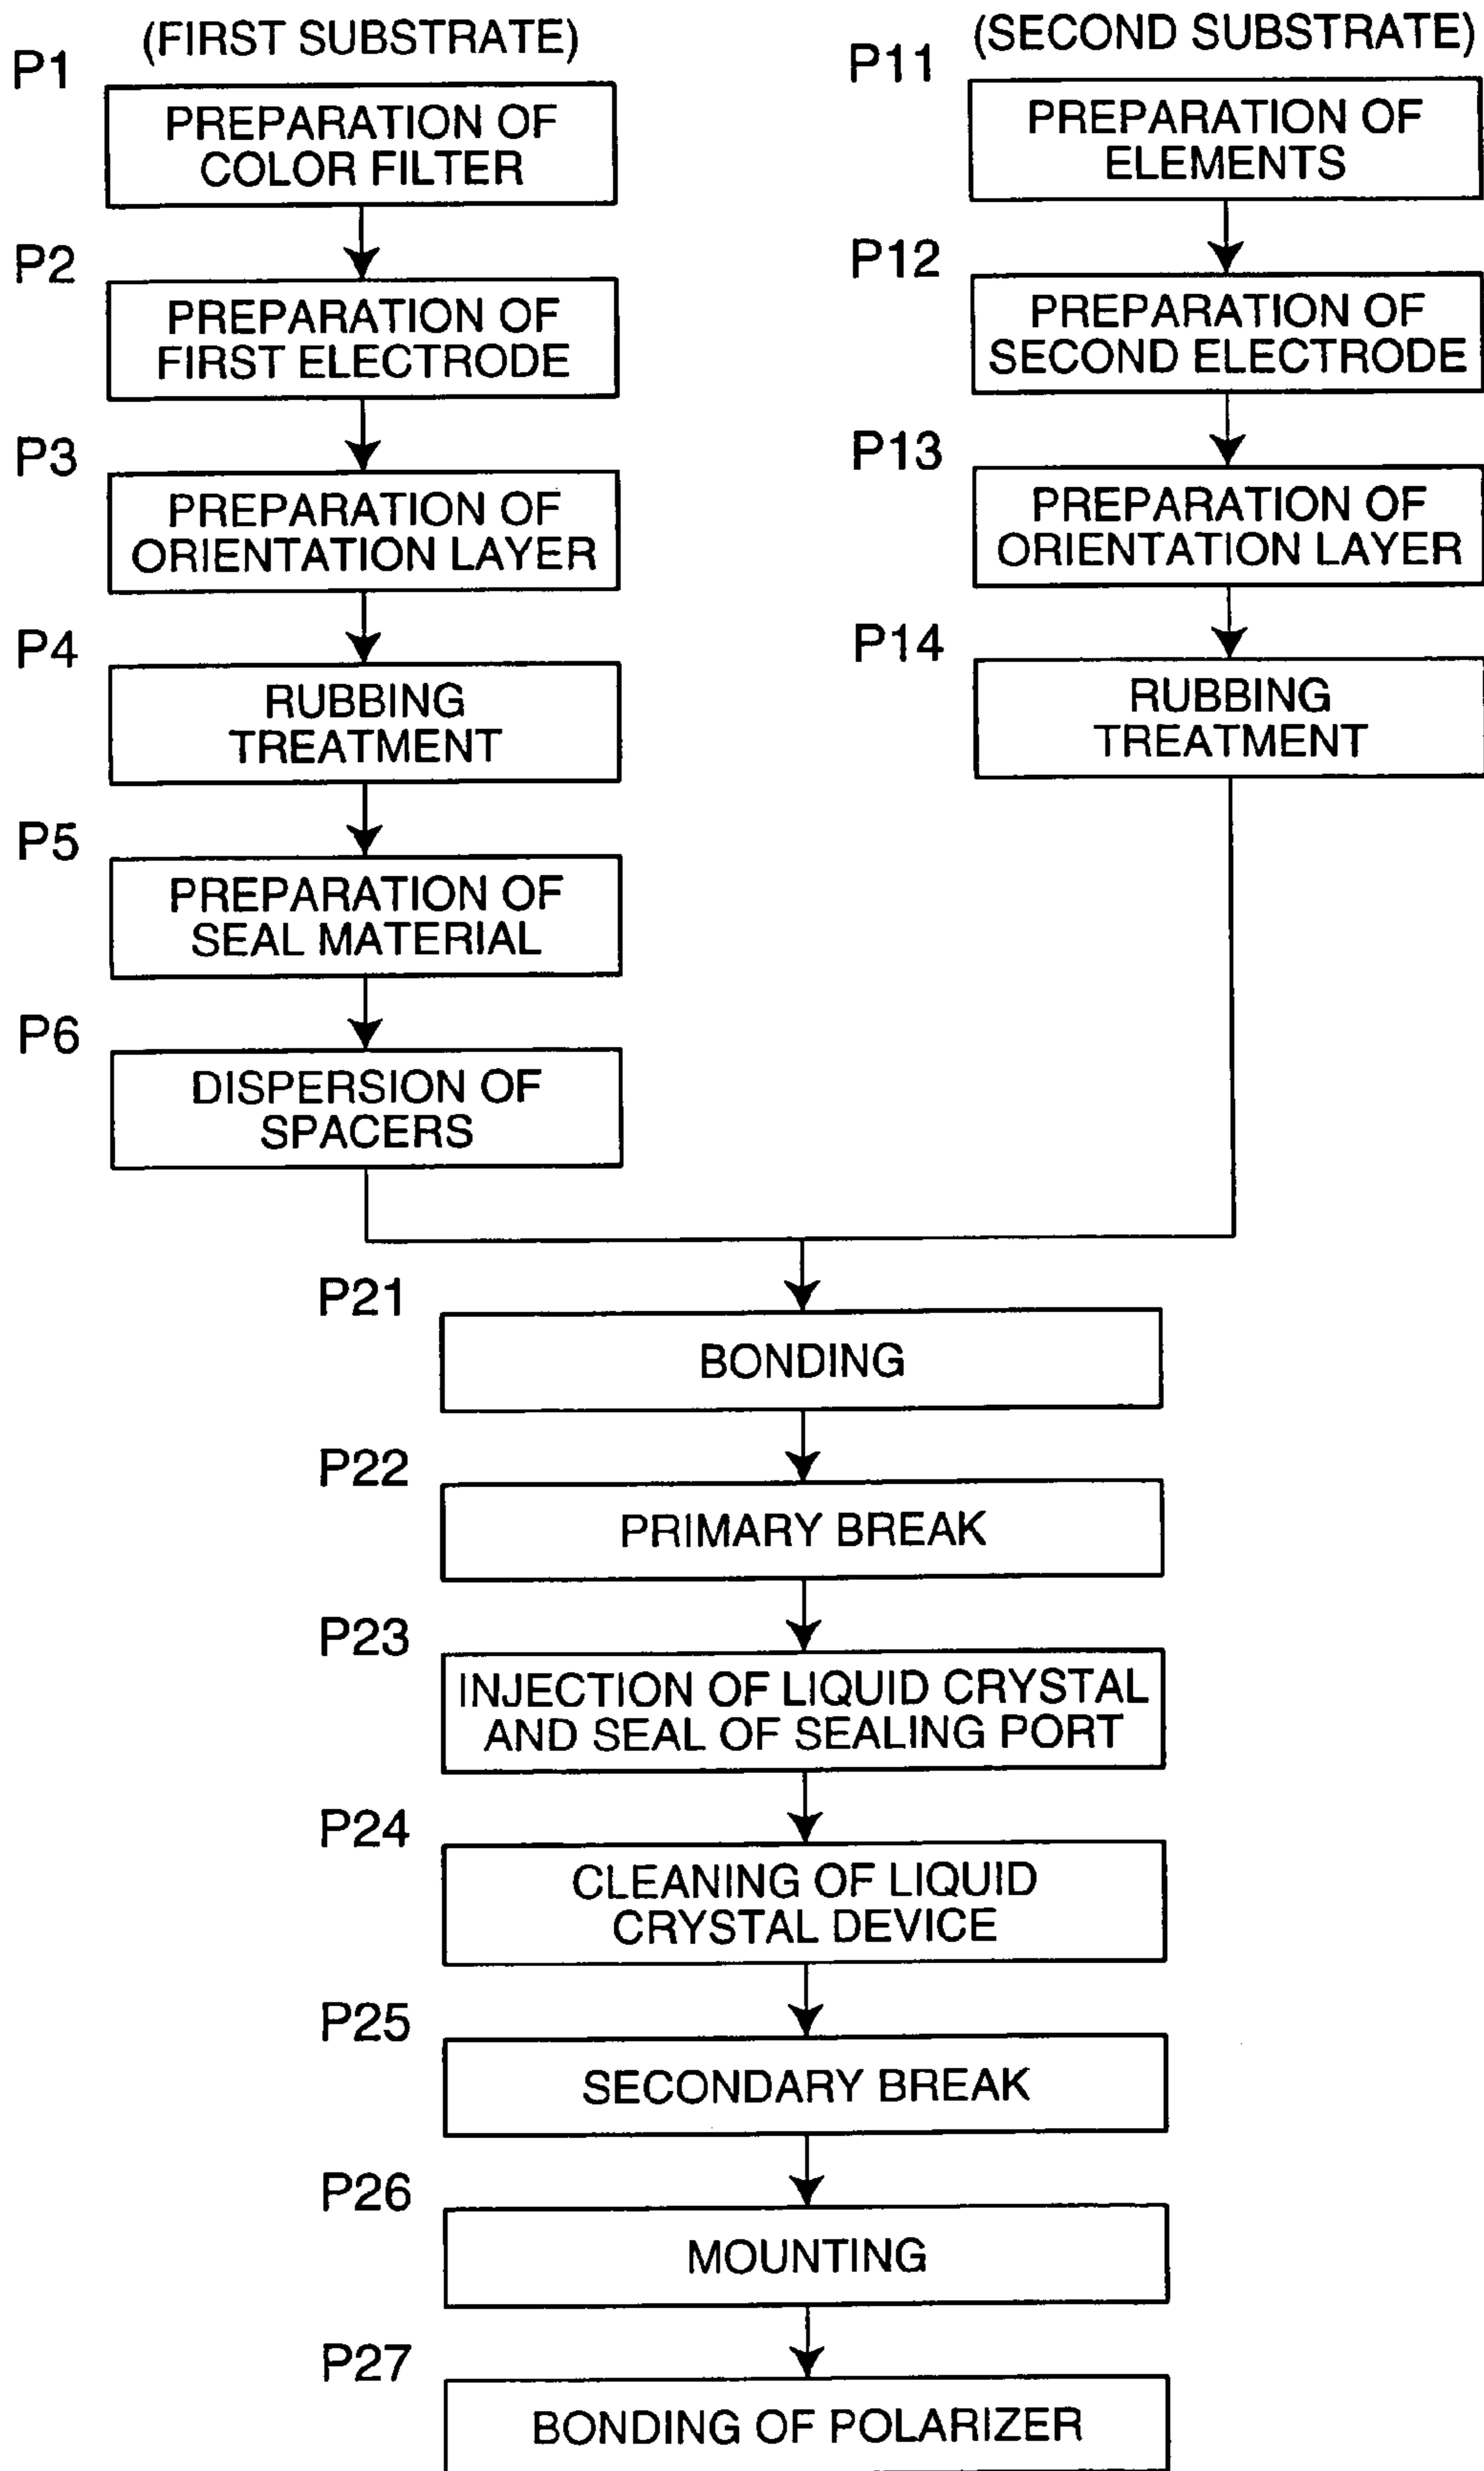 (FIRST SUBSTRATE)
P1
PREPARATION OF
COLOR FILTER
P2
PREPARATION OF
FIRST ELECTRODE
P3
PREPARATION OF
ORIENTATION LAYER
P4
RUBBING
TREATMENT
P5
PREPARATION OF
SEAL MATERIAL
P6
DISPERSION OF
SPACERS
(SECOND SUBSTRATE)
P11
PREPARATION OF
ELEMENTS
P12
PREPARATION OF
SECOND ELECTRODE
P13
PREPARATION OF
ORIENTATION LAYER
P14
RUBBING
TREATMENT
P21
BONDING
P22
PRIMARY BREAK
P23
INJECTION OF LIQUID CRYSTAL
AND SEAL OF SEALING PORT
P24
CLEANING OF LIQUID
CRYSTAL DEVICE
P25
SECONDARY BREAK
P26
MOUNTING
P27
BONDING OF POLARIZER